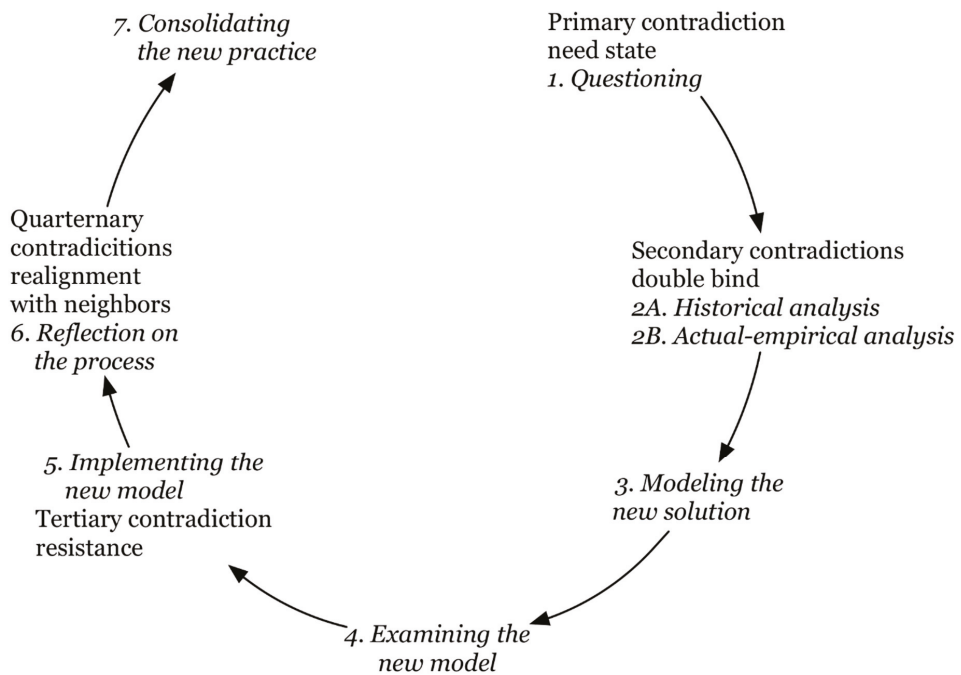 Primary contradiction
need state
1. Questioning
Secondary contradictions
double bind
2A. Historical analysis
2B. Actual-empirical analysis
3. Modeling the
new solution
4. Examining the
new model
5. Implementing the
new model
Tertiary contradiction
resistance
Quarternary
contradicitions
realignment
with neighbors
6. Reflection on
the process
7. Consolidating
the new practice